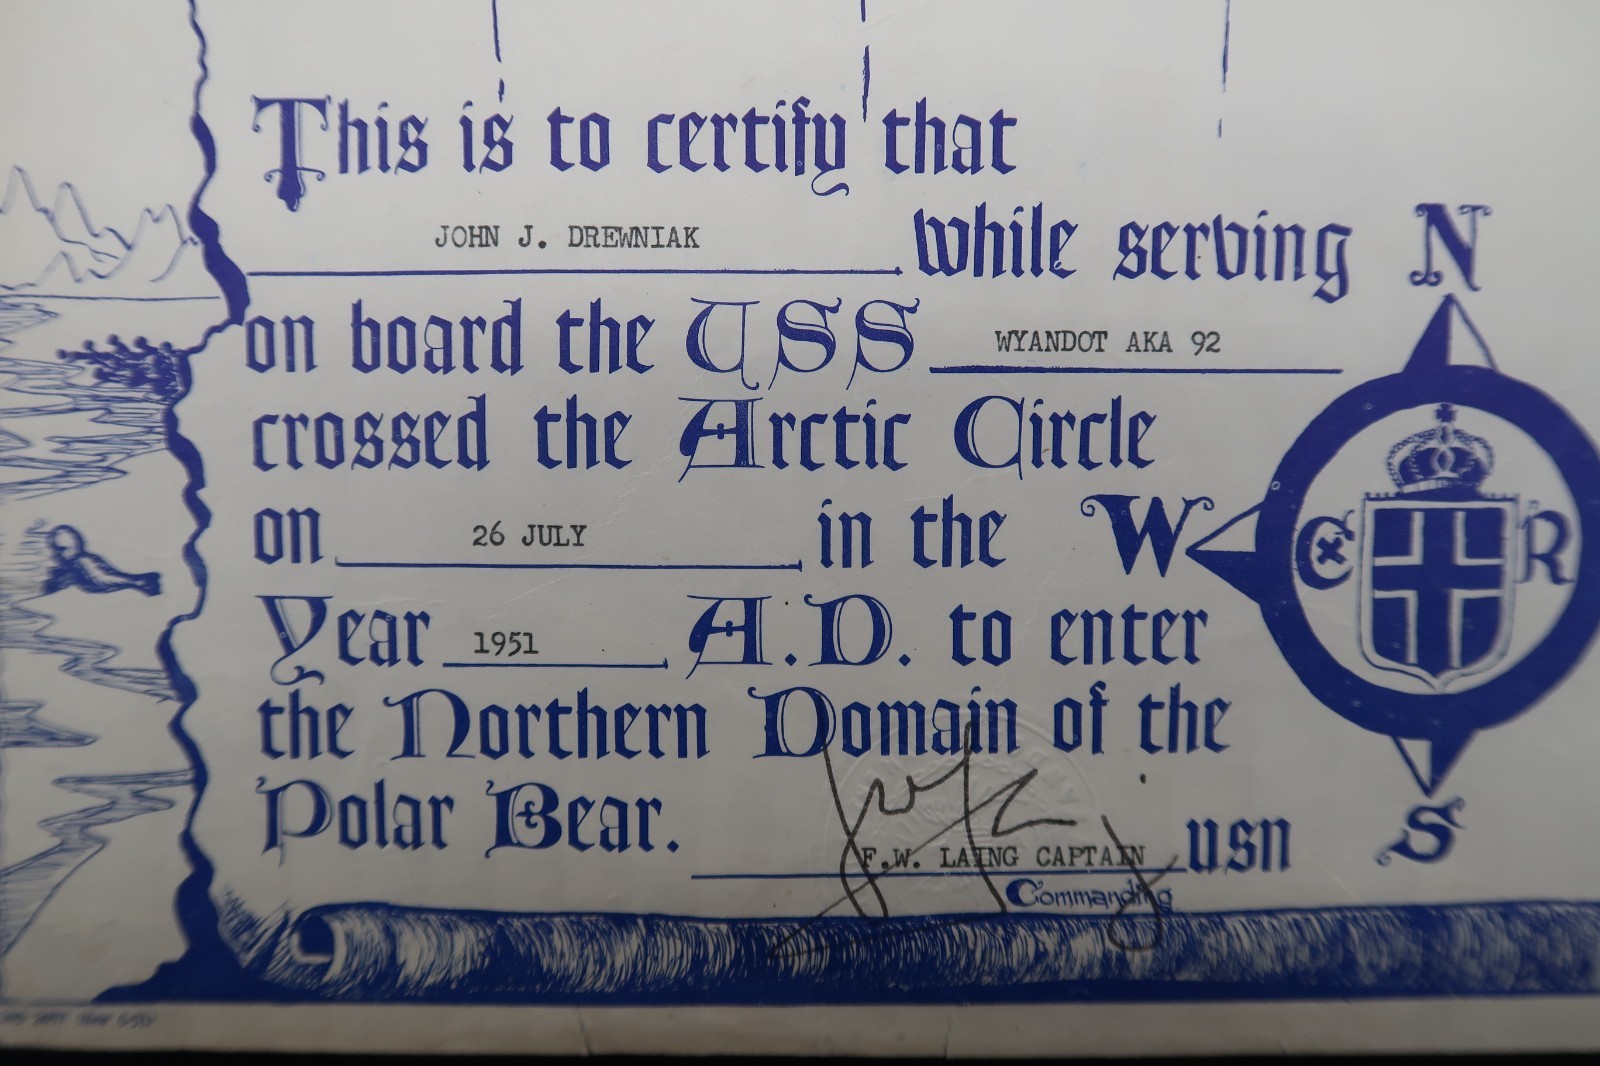 This is to certify that
JOHN J. DREWNIAK while serving
on board the USS WYANDOT AKA 92
crossed the Arctic Circle
on 26 JULY in the
Year 1951 A.D. to enter
the Northern Domain of the
Polar Bear.
F.W. LAING CAPTAIN USN
Commanding
N
W
C R
S